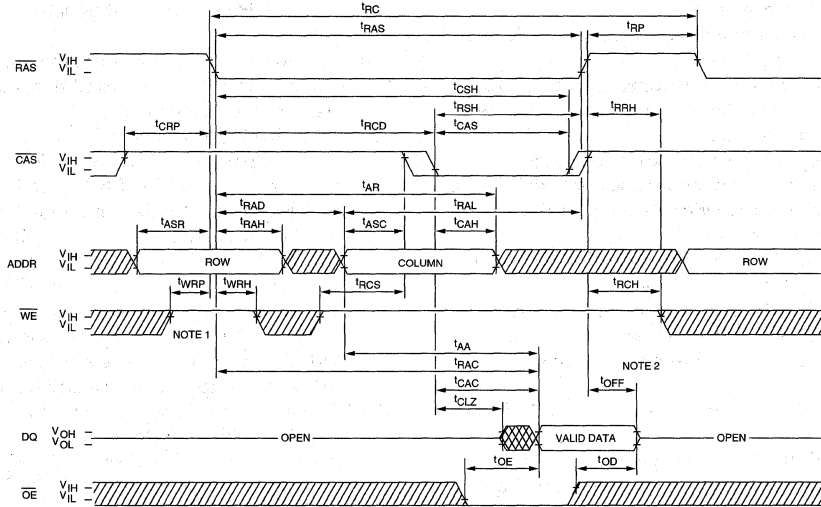 tRC
tRAS tRP
RAS VIH
VIL
tCSH
tRSH tRRH
tCRP tRCD tCAS
CAS VIH
VIL
tAR
tRAD tRAL
tASR tRAH tASC tCAH
ADDR VIH
VIL ROW COLUMN ROW
tWRP tWRH tRCS tRCH
WE VIH
VIL
NOTE 1
tAA
tRAC NOTE 2
tCAC tOFF
tCLZ
DQ VOH
VOL OPEN VALID DATA OPEN
tOE tOD
OE VIH
VIL